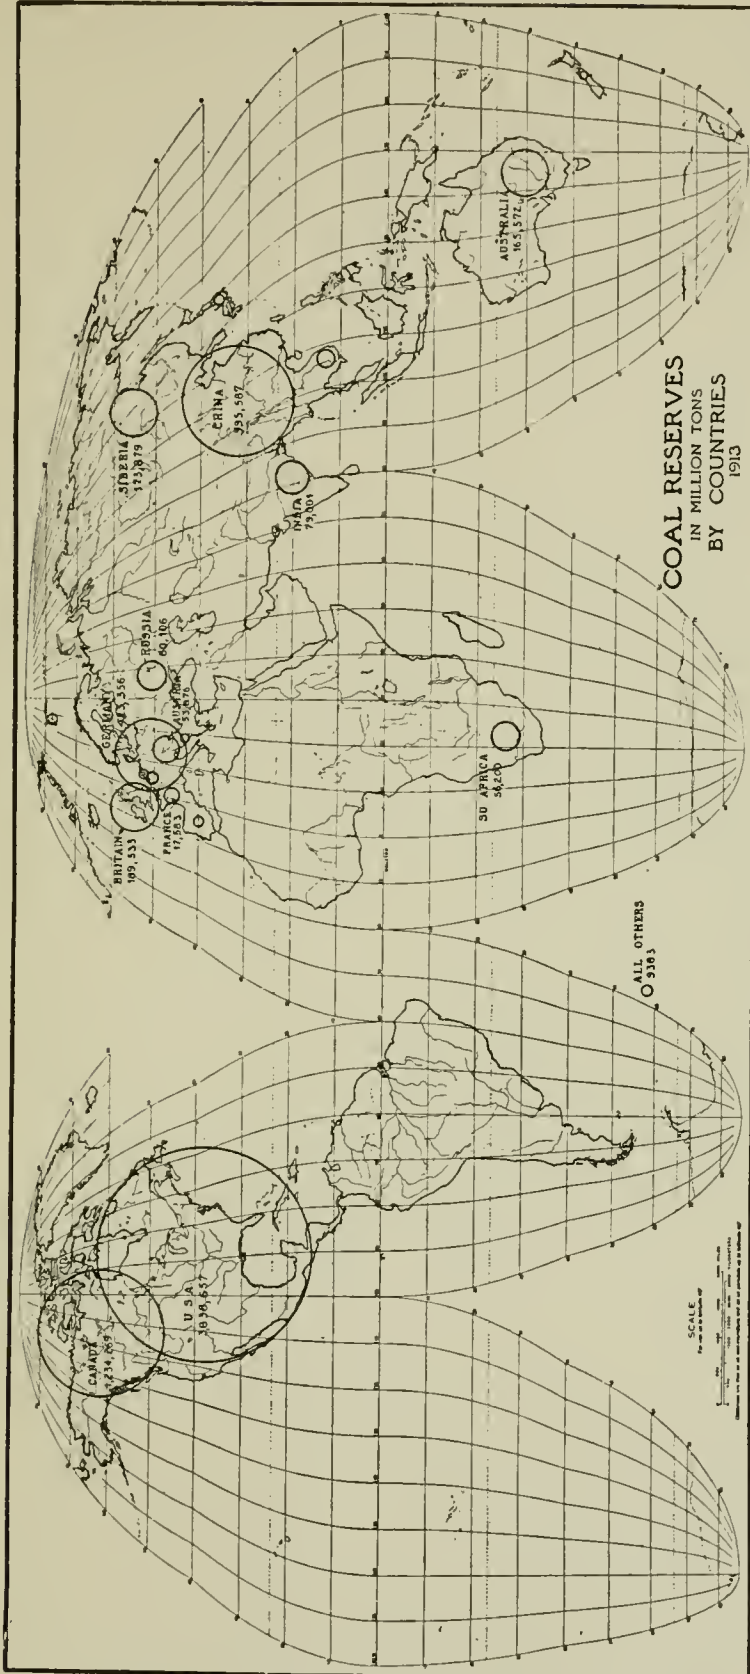 COAL RESERVES
IN MILLION TONS
BY COUNTRIES
1913
CANADA
1,234,269
U S A
3838,657
BRITAIN
189,533
FRANCE
17,583
GERMANY
423,356
AUSTRIA
53,876
RUSSIA
60,106
SIBERIA
173,879
CHINA
995,587
INDIA
79,001
AUSTRALIA
165,572
SO AFRICA
56,200
ALL OTHERS
9383
SCALE